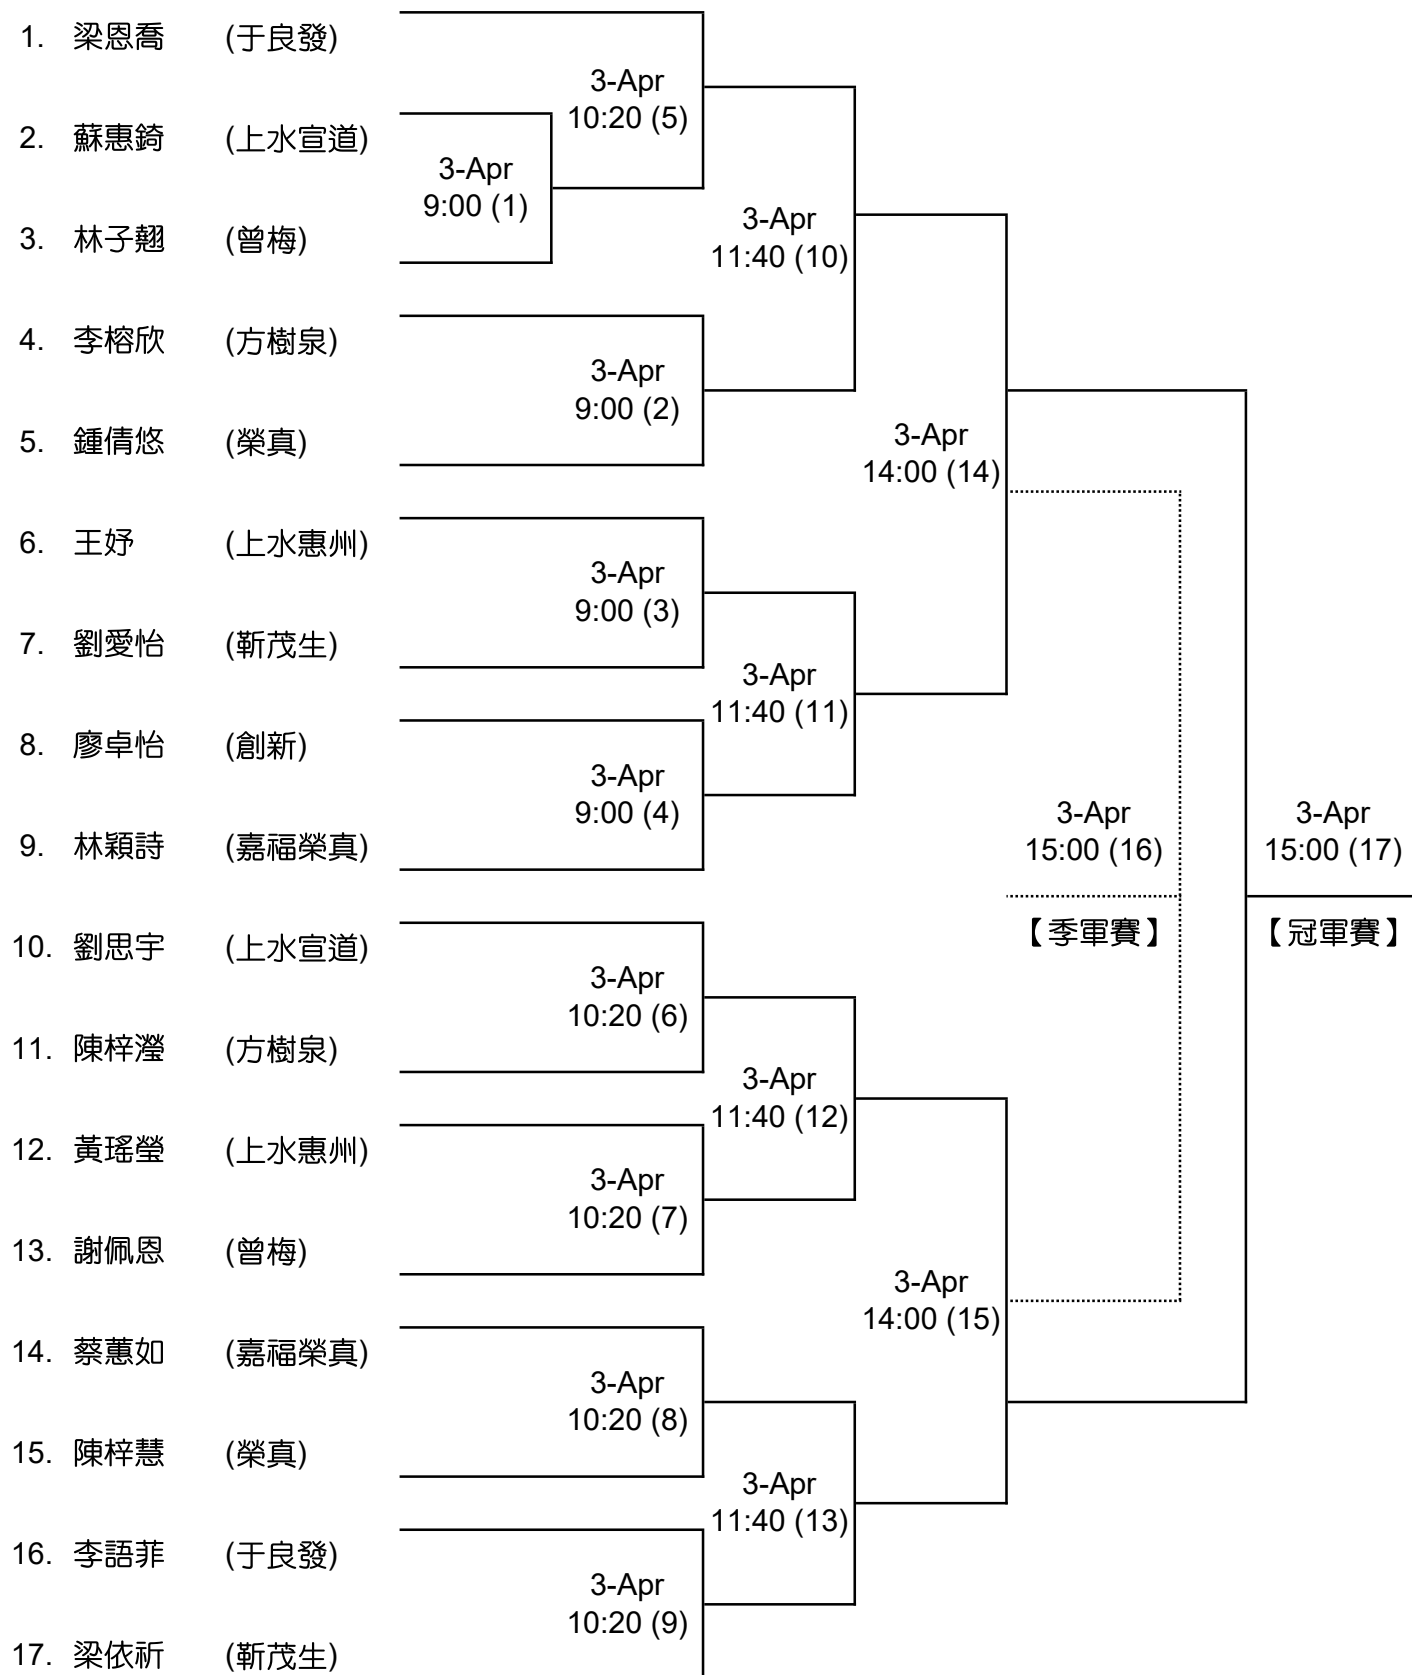 1. 梁恩喬 (于良發)
3-Apr
10:20 (5)
2. 蘇惠錡 (上水宣道)
3-Apr
9:00 (1)
3. 林子翹 (曾梅)
3-Apr
11:40 (10)
4. 李榕欣 (方樹泉)
3-Apr
9:00 (2)
5. 鍾倩悠 (榮真)
3-Apr
14:00 (14)
6. 王妤 (上水惠州)
3-Apr
9:00 (3)
7. 劉愛怡 (靳茂生)
3-Apr
11:40 (11)
8. 廖卓怡 (創新)
3-Apr
9:00 (4)
9. 林穎詩 (嘉福榮真)
3-Apr
15:00 (16)
【季軍賽】
3-Apr
15:00 (17)
【冠軍賽】
10. 劉思宇 (上水宣道)
3-Apr
10:20 (6)
11. 陳梓瀅 (方樹泉)
3-Apr
11:40 (12)
12. 黃瑤瑩 (上水惠州)
3-Apr
10:20 (7)
13. 謝佩恩 (曾梅)
3-Apr
14:00 (15)
14. 蔡蕙如 (嘉福榮真)
3-Apr
10:20 (8)
15. 陳梓慧 (榮真)
3-Apr
11:40 (13)
16. 李語菲 (于良發)
3-Apr
10:20 (9)
17. 梁依祈 (靳茂生)